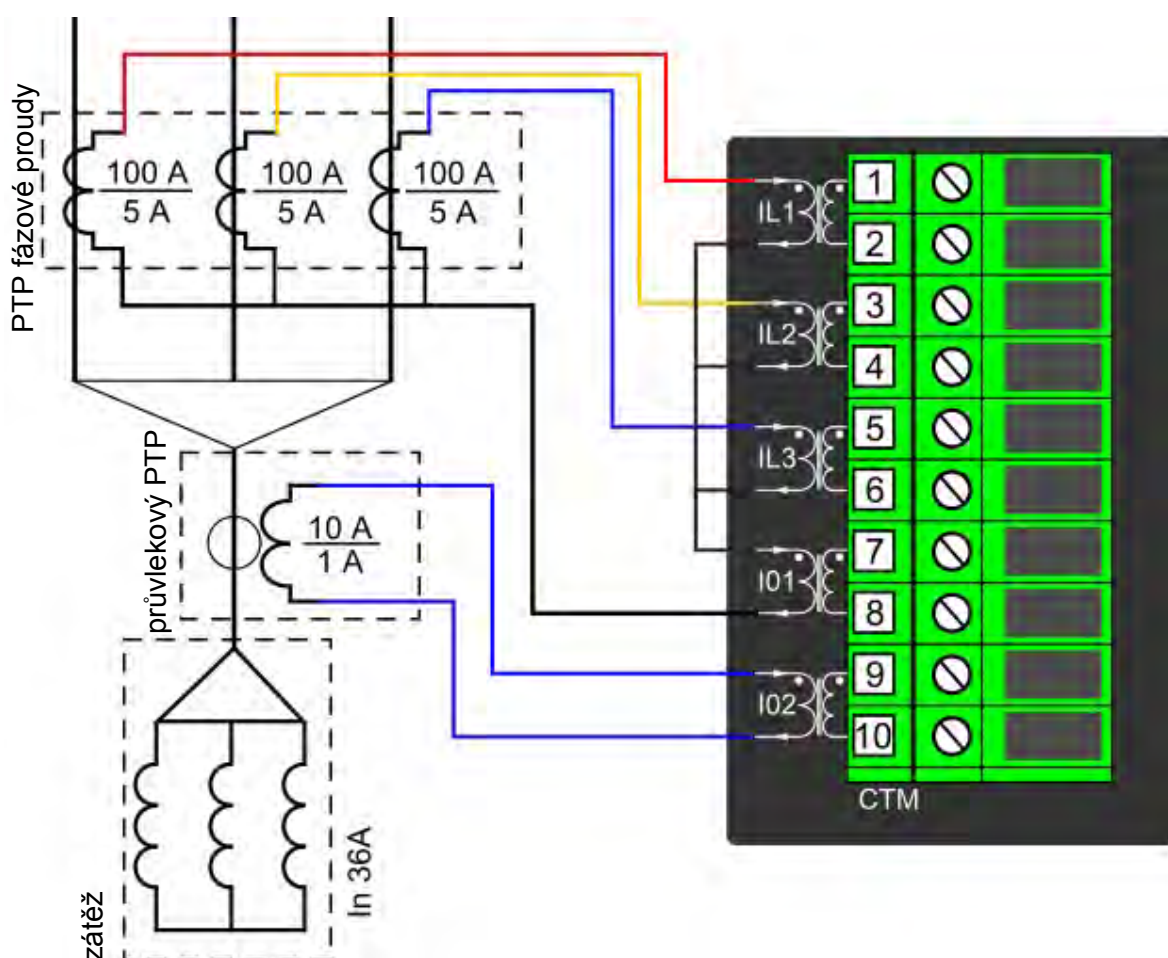 PTP fázové proudy
100 A
5 A
100 A
5 A
100 A
5 A
průvlekový PTP
10 A
1 A
zátěž
In 36A
IL1
IL2
IL3
I01
I02
1
2
3
4
5
6
7
8
9
10
CTM